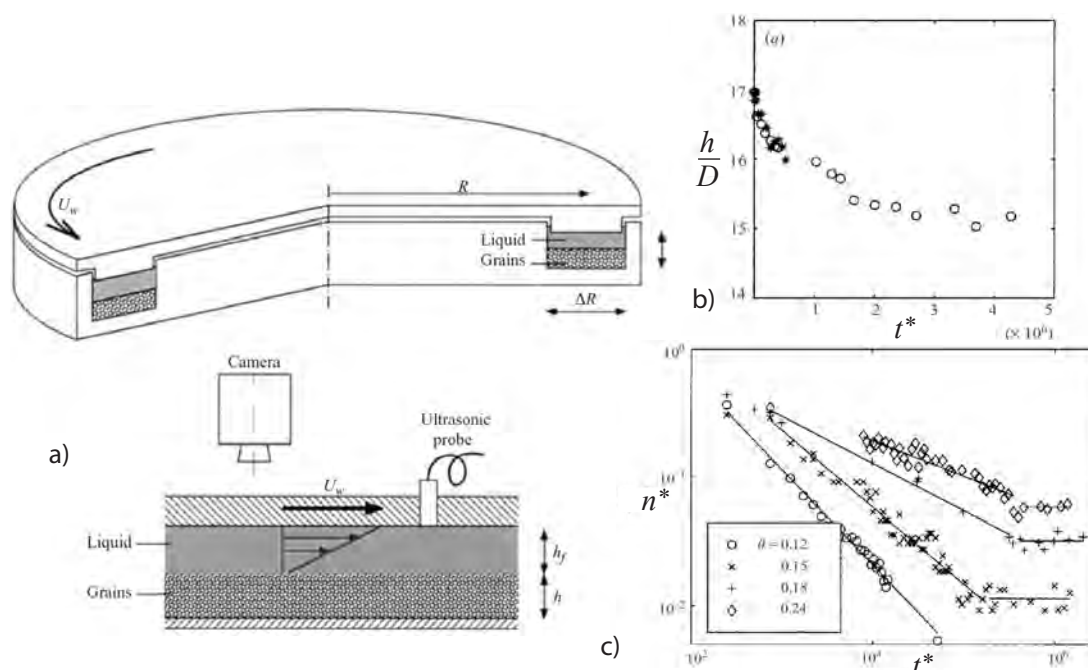 R
U_w
Liquid
Grains
ΔR
Camera
Ultrasonic
probe
a)
U_w
Liquid
h_f
Grains
h
18
(a)
17
h
D
16
15
b)
14
1
2
3
4
5
t*
10^0
10^-1
n*
θ = 0.12
0.15
0.18
0.24
10^-2
c)
10^2
10^4
10^6
t*